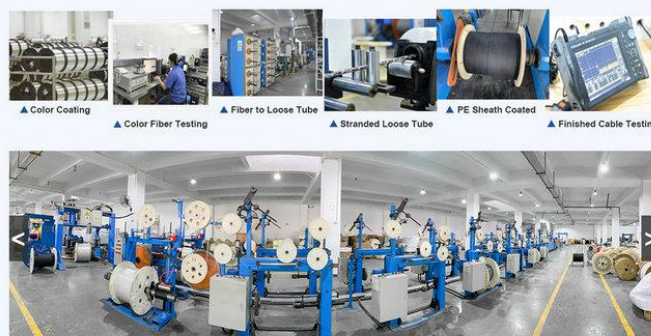 ▲ Color Coating
▲ Color Fiber Testing
▲ Fiber to Loose Tube
▲ Stranded Loose Tube
▲ PE Sheath Coated
▲ Finished Cable Testin